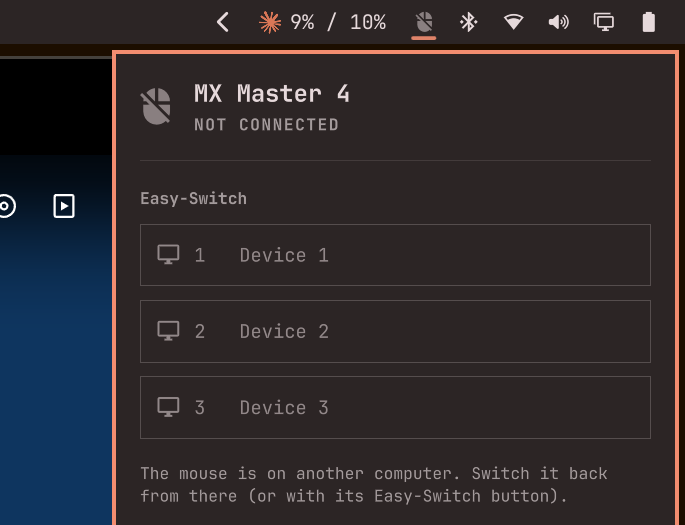 9% / 10%
MX Master 4
NOT CONNECTED
Easy-Switch
1 Device 1
2 Device 2
3 Device 3
The mouse is on another computer. Switch it back
from there (or with its Easy-Switch button).